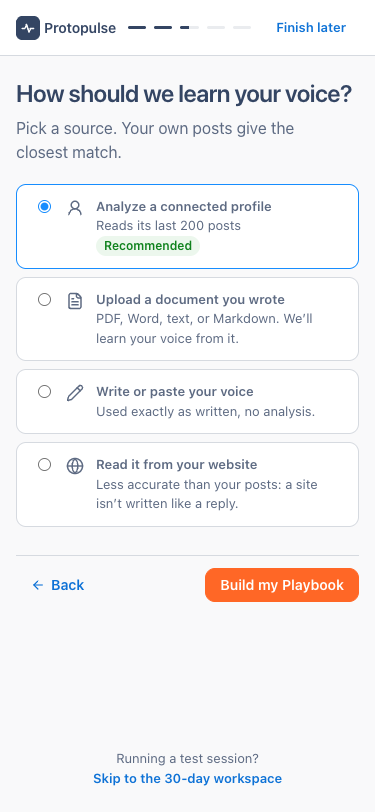 Protopulse
Finish later
How should we learn your voice?
Pick a source. Your own posts give the
closest match.
Analyze a connected profile
Reads its last 200 posts
Recommended
Upload a document you wrote
PDF, Word, text, or Markdown. We’ll
learn your voice from it.
Write or paste your voice
Used exactly as written, no analysis.
Read it from your website
Less accurate than your posts: a site
isn’t written like a reply.
← Back
Build my Playbook
Running a test session?
Skip to the 30-day workspace